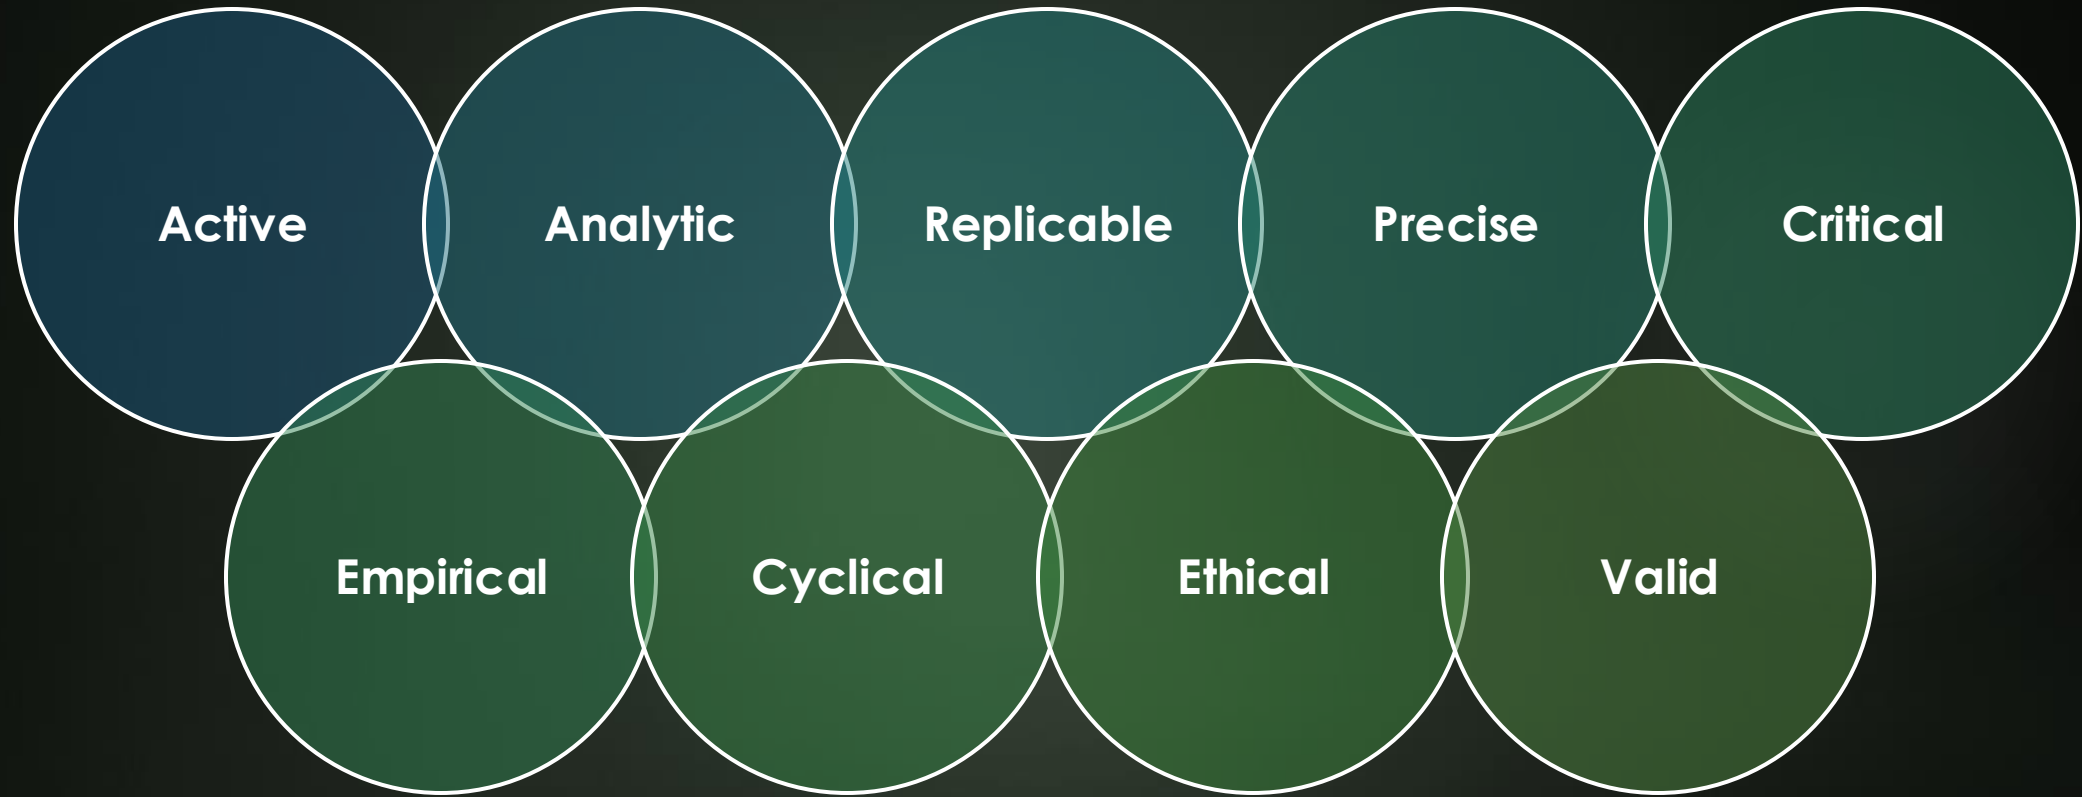 Active
Analytic
Replicable
Precise
Critical
Empirical
Cyclical
Ethical
Valid